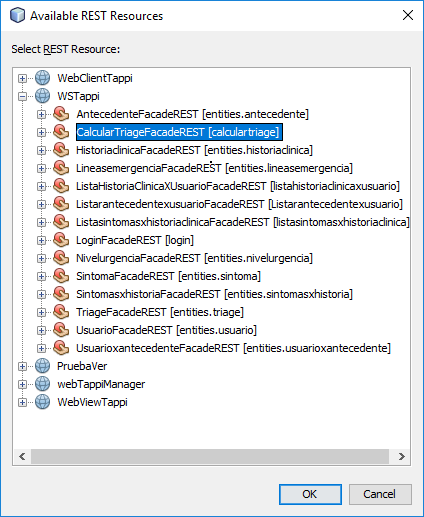 Available REST Resources
Select REST Resource:
WebClientTappi
WSTappi
AntecedenteFacadeREST [entities.antecedente]
CalcularTriageFacadeREST [calculartriage]
HistoriaclinicaFacadeREST [entities.historiaclinica]
LineasemergenciaFacadeREST [entities.lineasemergencia]
ListaHistoriaClinicaXUsuarioFacadeREST [listahistoriaclinicaxusuario]
ListarantecedentexusuarioFacadeREST [Listarantecedentexusuario]
ListasintomasxhistoriaclinicaFacadeREST [listasintomasxhistoriaclinica]
LoginFacadeREST [login]
NivelurgenciaFacadeREST [entities.nivelurgencia]
SintomaFacadeREST [entities.sintoma]
SintomasxhistoriaFacadeREST [entities.sintomasxhistoria]
TriageFacadeREST [entities.triage]
UsuarioFacadeREST [entities.usuario]
UsuarioxantecedenteFacadeREST [entities.usuarioxantecedente]
PruebaVer
webTappiManager
WebViewTappi
OK Cancel